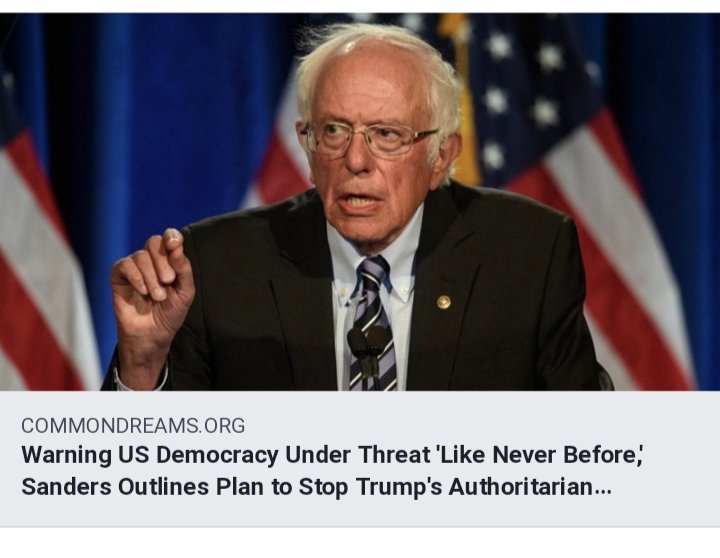 COMMONDREAMS.ORG
Warning US Democracy Under Threat 'Like Never Before,'
Sanders Outlines Plan to Stop Trump's Authoritarian...